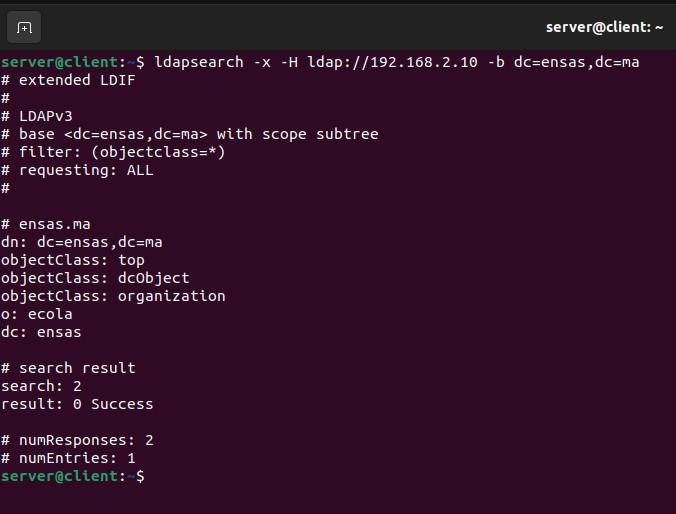 server@client: ~
server@client:~$ ldapsearch -x -H ldap://192.168.2.10 -b dc=ensas,dc=ma
# extended LDIF
#
# LDAPv3
# base <dc=ensas,dc=ma> with scope subtree
# filter: (objectclass=*)
# requesting: ALL
#
# ensas.ma
dn: dc=ensas,dc=ma
objectClass: top
objectClass: dcObject
objectClass: organization
o: ecola
dc: ensas
# search result
search: 2
result: 0 Success
# numResponses: 2
# numEntries: 1
server@client:~$